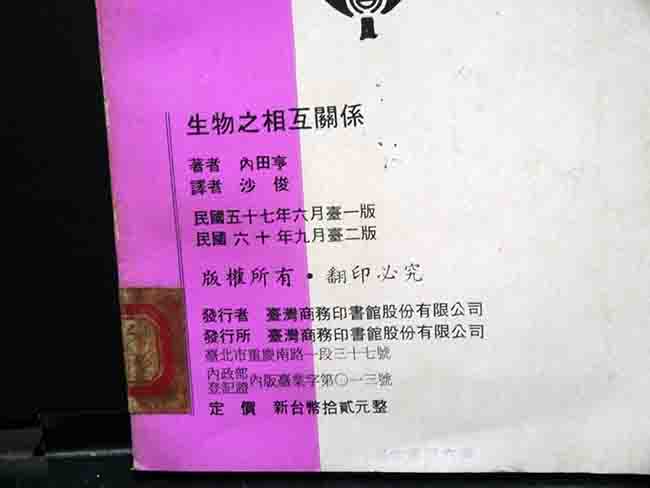 生物之相互關係
著者 內田亨
譯者 沙俊
民國五十七年六月臺一版
民國六十年九月臺二版
版權所有・翻印必究
發行者 臺灣商務印書館股份有限公司
發行所 臺灣商務印書館股份有限公司
臺北市重慶南路一段三十七號
內政部
登記證 內版臺業字第〇一三號
定價 新台幣拾貳元整